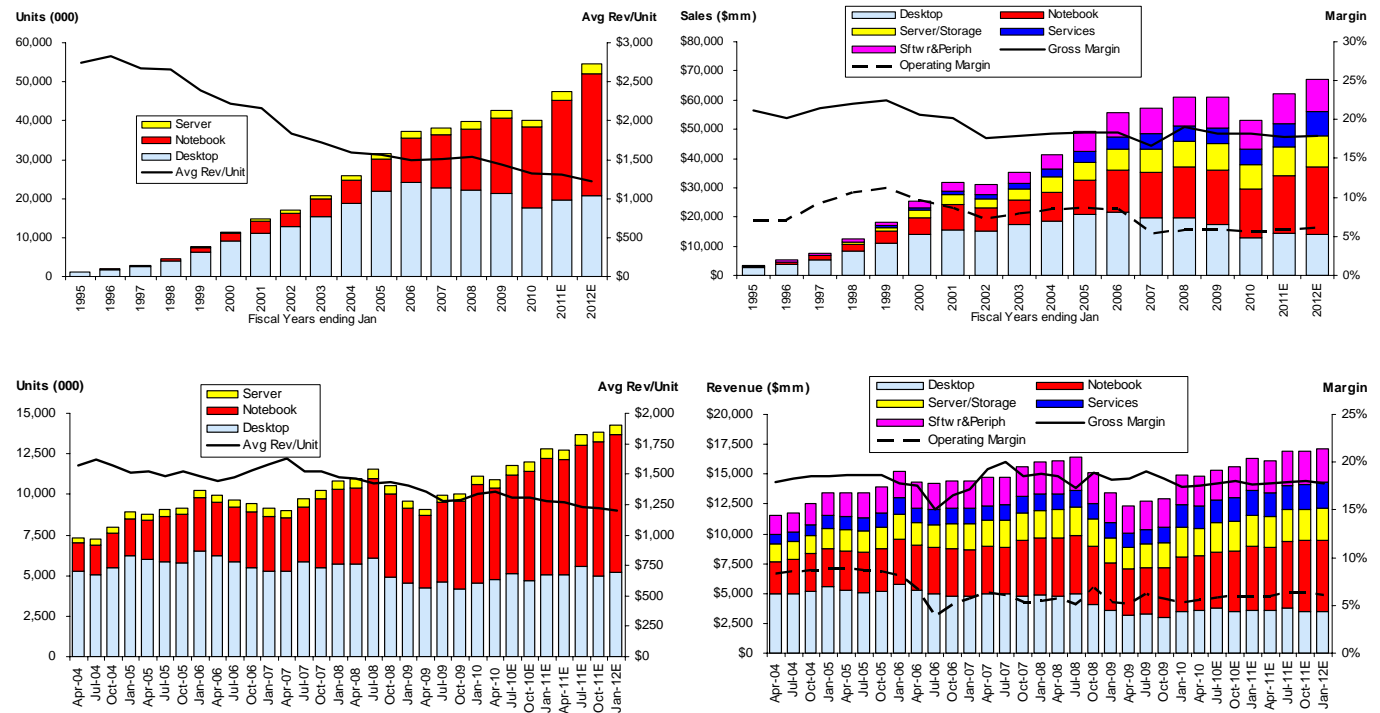 Units (000) Avg Rev/Unit
60,000 $3,000
50,000 $2,500
40,000 $2,000
30,000 $1,500
20,000 $1,000
10,000 $500
0 $0
Server
Notebook
Desktop
Avg Rev/Unit
1995 1996 1997 1998 1999 2000 2001 2002 2003 2004 2005 2006 2007 2008 2009 2010 2011E 2012E
Fiscal Years ending Jan
Sales ($mm) Margin
Desktop Notebook
Server/Storage Services
Sftwr&Periph Gross Margin
Operating Margin
$80,000 30%
$70,000 25%
$60,000
$50,000 20%
$40,000 15%
$30,000 10%
$20,000
$10,000 5%
$0 0%
1995 1996 1997 1998 1999 2000 2001 2002 2003 2004 2005 2006 2007 2008 2009 2010 2011E 2012E
Fiscal Years ending Jan
Units (000) Avg Rev/Unit
Server
Notebook
Desktop
Avg Rev/Unit
15,000 $2,000
12,500 $1,750
10,000 $1,500
7,500 $1,250
5,000 $1,000
2,500 $750
0 $500
$250
$0
Apr-04 Jul-04 Oct-04 Jan-05 Apr-05 Jul-05 Oct-05 Jan-06 Apr-06 Jul-06 Oct-06 Jan-07 Apr-07 Jul-07 Oct-07 Jan-08 Apr-08 Jul-08 Oct-08 Jan-09 Apr-09 Jul-09 Oct-09 Jan-10 Apr-10 Jul-10E Oct-10E Jan-11E Apr-11E Jul-11E Oct-11E Jan-12E
Revenue ($mm) Margin
Desktop Notebook
Server/Storage Services
Sftwr&Periph Gross Margin
Operating Margin
$20,000 25%
$17,500 20%
$15,000
$12,500 15%
$10,000
$7,500 10%
$5,000 5%
$2,500
$0 0%
Apr-04 Jul-04 Oct-04 Jan-05 Apr-05 Jul-05 Oct-05 Jan-06 Apr-06 Jul-06 Oct-06 Jan-07 Apr-07 Jul-07 Oct-07 Jan-08 Apr-08 Jul-08 Oct-08 Jan-09 Apr-09 Jul-09 Oct-09 Jan-10 Apr-10 Jul-10E Oct-10E Jan-11E Apr-11E Jul-11E Oct-11E Jan-12E